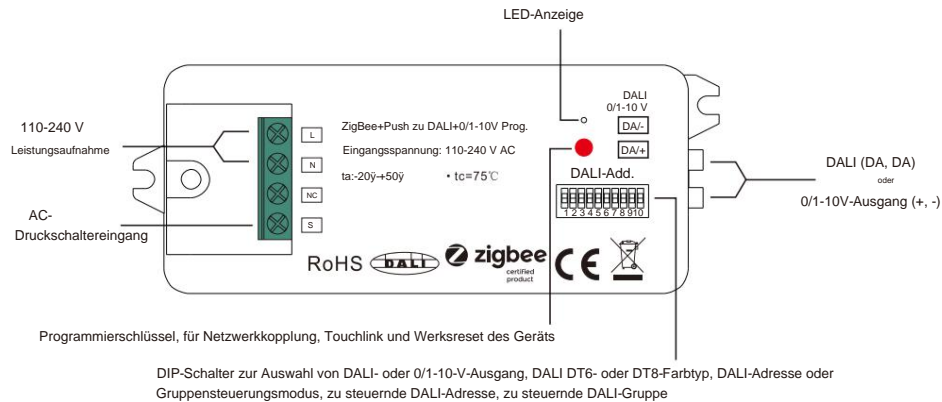 LED-Anzeige
110-240 V
Leistungsaufnahme
AC-
Druckschaltereingang
L
N
NC
S
ZigBee+Push zu DALI+0/1-10V Prog.
Eingangsspannung: 110-240 V AC
ta:-20ÿ-+50ÿ • tc=75℃
DALI
0/1-10 V
DA/-
DA/+
DALI-Add.
1 2 3 4 5 6 7 8 9 10
RoHS DALI zigbee CE
certified
product
DALI (DA, DA)
oder
0/1-10V-Ausgang (+, -)
Programmierschlüssel, für Netzwerkkopplung, Touchlink und Werksreset des Geräts
DIP-Schalter zur Auswahl von DALI- oder 0/1-10-V-Ausgang, DALI DT6- oder DT8-Farbtyp, DALI-Adresse oder
Gruppensteuerungsmodus, zu steuernde DALI-Adresse, zu steuernde DALI-Gruppe